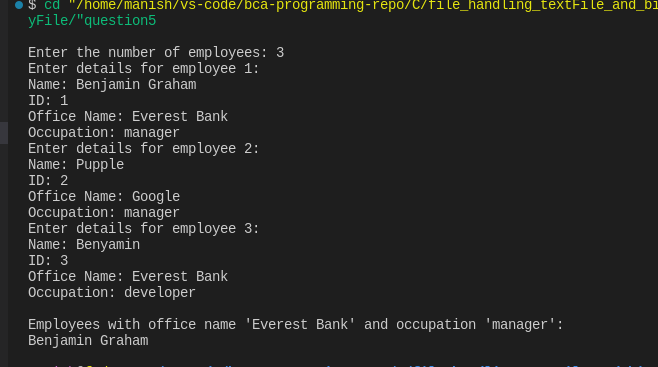 $ cd "/home/manish/vs-code/bca-programming-repo/C/file_handling_textFile_and_bi
yFile/"question5
Enter the number of employees: 3
Enter details for employee 1:
Name: Benjamin Graham
ID: 1
Office Name: Everest Bank
Occupation: manager
Enter details for employee 2:
Name: Pupple
ID: 2
Office Name: Google
Occupation: manager
Enter details for employee 3:
Name: Benyamin
ID: 3
Office Name: Everest Bank
Occupation: developer
Employees with office name 'Everest Bank' and occupation 'manager':
Benjamin Graham